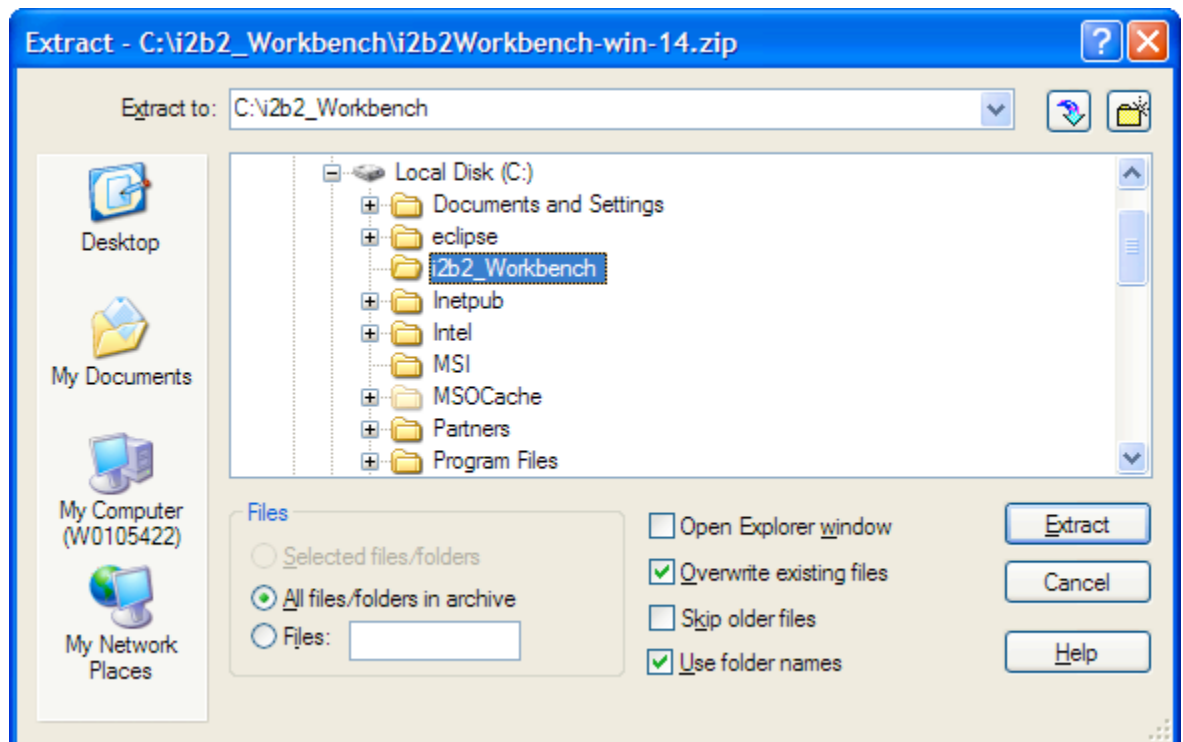 Extract - C:\i2b2_Workbench\i2b2Workbench-win-14.zip
Extract to: C:\i2b2_Workbench
Local Disk (C:)
Documents and Settings
eclipse
i2b2_Workbench
Inetpub
Intel
MSI
MSOCache
Partners
Program Files
Desktop
My Documents
My Computer
(W0105422)
My Network
Places
Files
Selected files/folders
All files/folders in archive
Files:
Open Explorer window
Overwrite existing files
Skip older files
Use folder names
Extract
Cancel
Help